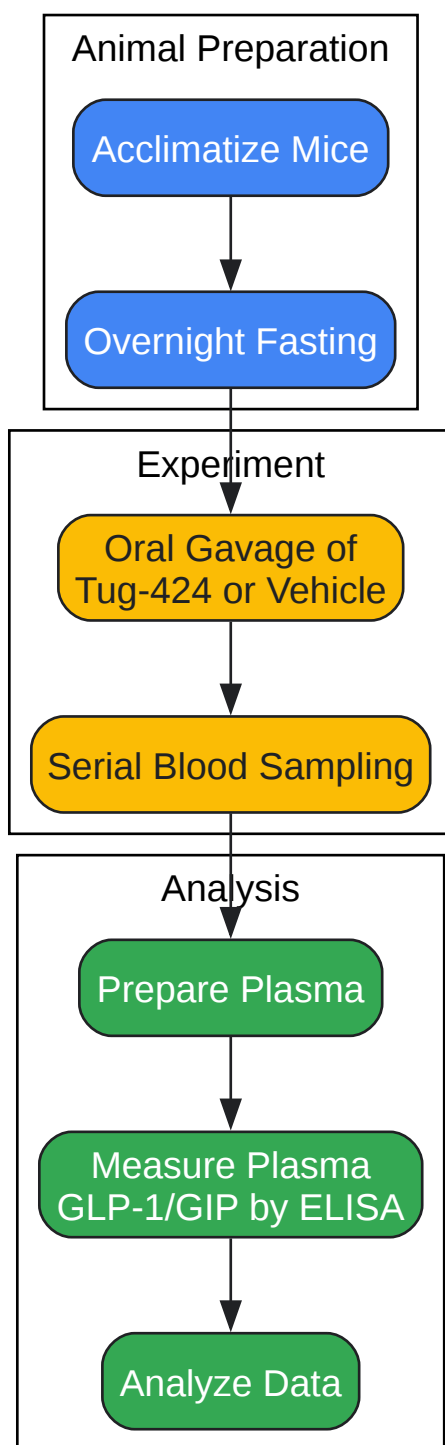 Animal Preparation
Acclimatize Mice
Overnight Fasting
Experiment
Oral Gavage of
Tug-424 or Vehicle
Serial Blood Sampling
Analysis
Prepare Plasma
Measure Plasma
GLP-1/GIP by ELISA
Analyze Data